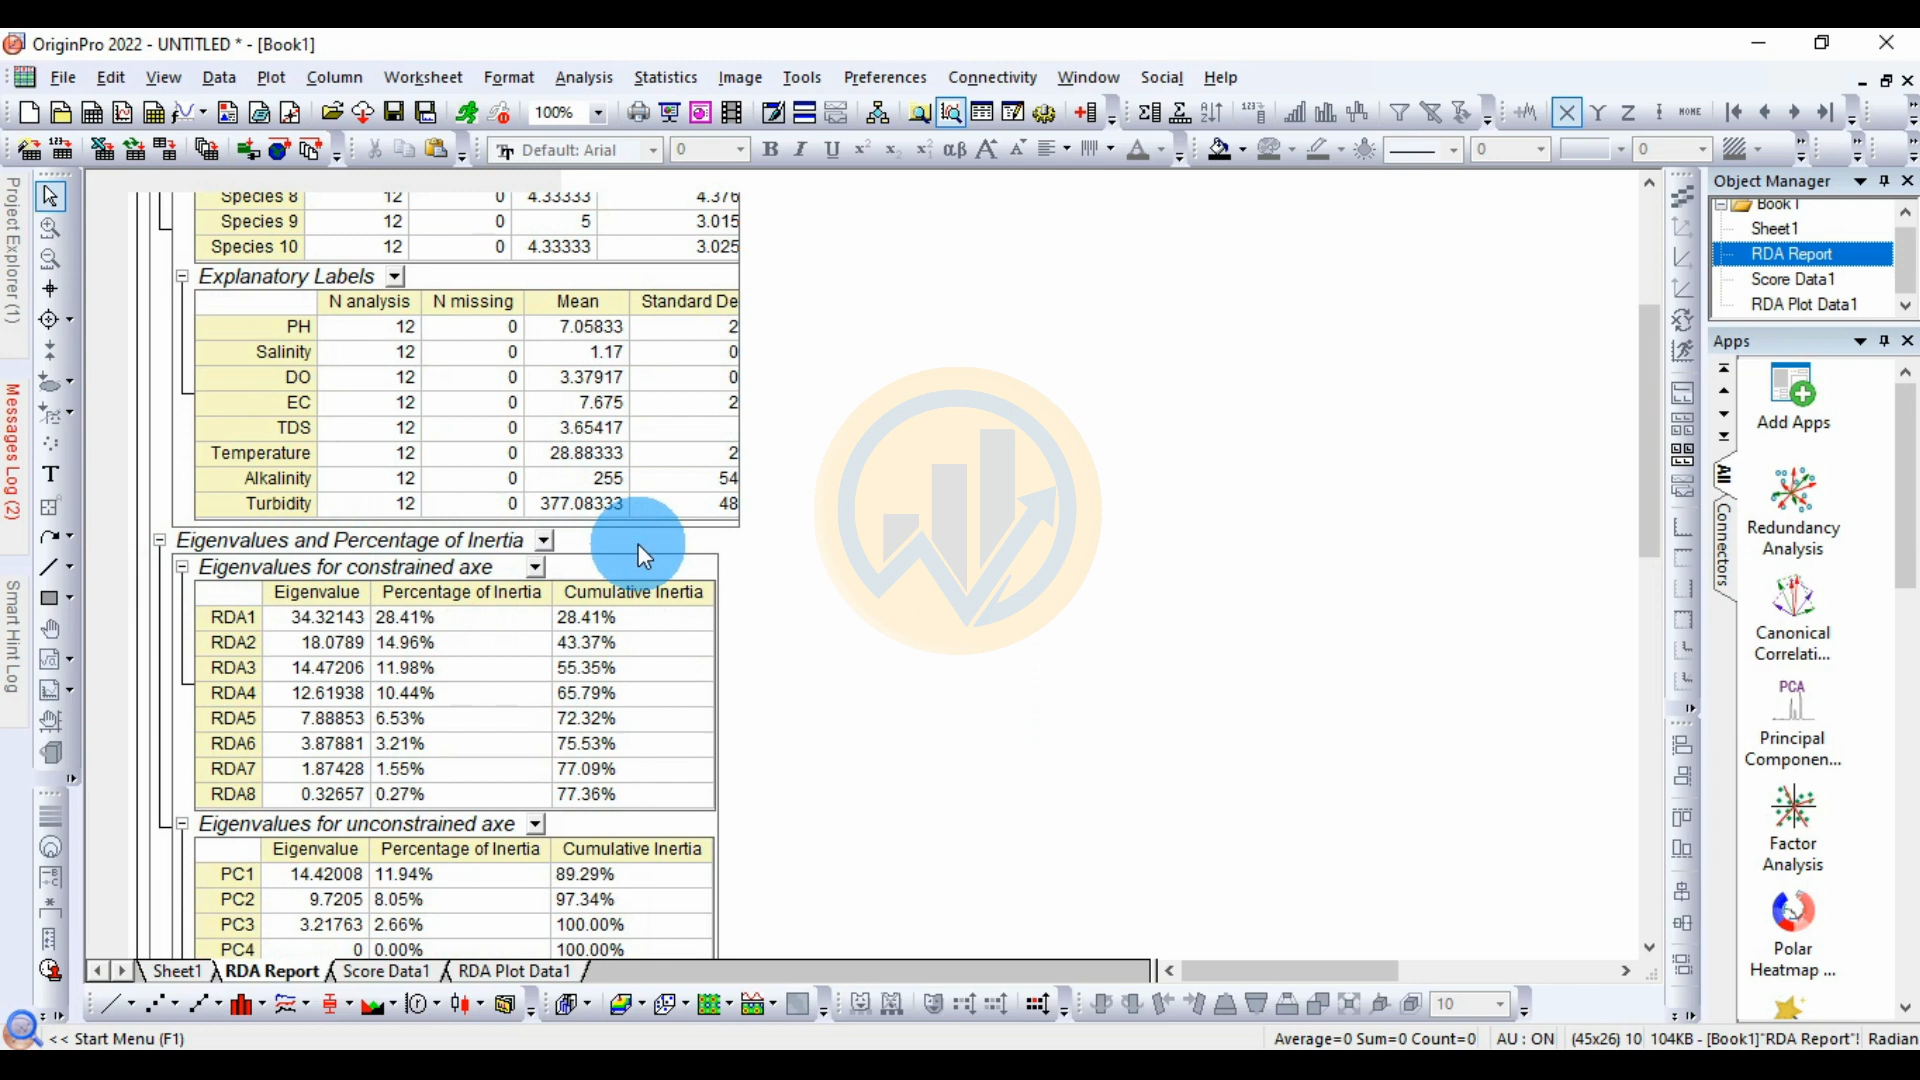 OriginPro 2022 - UNTITLED * - [Book1]
File Edit View Data Plot Column Worksheet Format Analysis Statistics Image Tools Preferences Connectivity Window Social Help
100%
X Y Z HOME
Default: Arial 0 B I U αβ A 0 0
Project Explorer (1)
Messages Log (2)
Smart Hint Log
Species 8 12 0 4.33333 4.376
Species 9 12 0 5 3.015
Species 10 12 0 4.33333 3.025
Explanatory Labels
N analysis N missing Mean Standard De
PH 12 0 7.05833 2
Salinity 12 0 1.17 0
DO 12 0 3.37917 0
EC 12 0 7.675 2
TDS 12 0 3.65417
Temperature 12 0 28.88333 2
Alkalinity 12 0 255 54
Turbidity 12 0 377.08333 48
Eigenvalues and Percentage of Inertia
Eigenvalues for constrained axe
Eigenvalue Percentage of Inertia Cumulative Inertia
RDA1 34.32143 28.41% 28.41%
RDA2 18.0789 14.96% 43.37%
RDA3 14.47206 11.98% 55.35%
RDA4 12.61938 10.44% 65.79%
RDA5 7.88853 6.53% 72.32%
RDA6 3.87881 3.21% 75.53%
RDA7 1.87428 1.55% 77.09%
RDA8 0.32657 0.27% 77.36%
Eigenvalues for unconstrained axe
Eigenvalue Percentage of Inertia Cumulative Inertia
PC1 14.42008 11.94% 89.29%
PC2 9.7205 8.05% 97.34%
PC3 3.21763 2.66% 100.00%
PC4 0 0.00% 100.00%
Sheet1 RDA Report Score Data1 RDA Plot Data1
Object Manager
Book1
Sheet1
RDA Report
Score Data1
RDA Plot Data1
Apps
All
Connectors
Add Apps
Redundancy
Analysis
Canonical
Correlati...
PCA
Principal
Componen...
Factor
Analysis
Polar
Heatmap ...
10
<< Start Menu (F1)
Average=0 Sum=0 Count=0 AU : ON (45x26) 10 104KB - [Book1]"RDA Report"! Radian